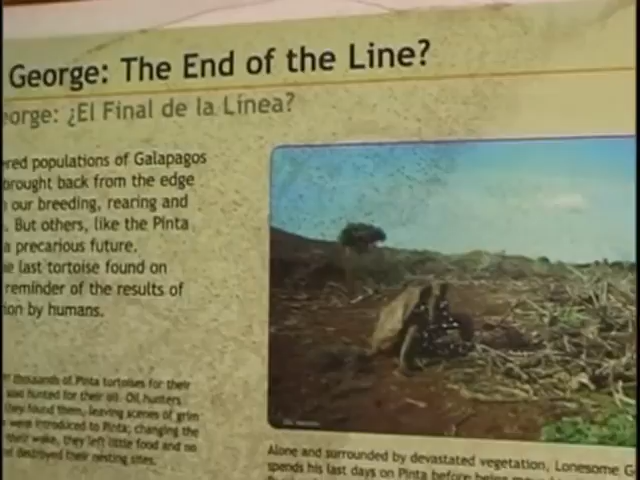 George: The End of the Line?
eorge: ¿El Final de la Línea?
red populations of Galapagos
brought back from the edge
our breeding, rearing and
. But others, like the Pinta
a precarious future.
e last tortoise found on
reminder of the results of
ion by humans.
thousands of Pinta tortoises for their
was hunted for their oil. Oil hunters
they found them, leaving scenes of grim
were introduced to Pinta; changing the
their wake, they left little food and no
destroyed their nesting sites.
Alone and surrounded by devastated vegetation, Lonesome G
spends his last days on Pinta before being